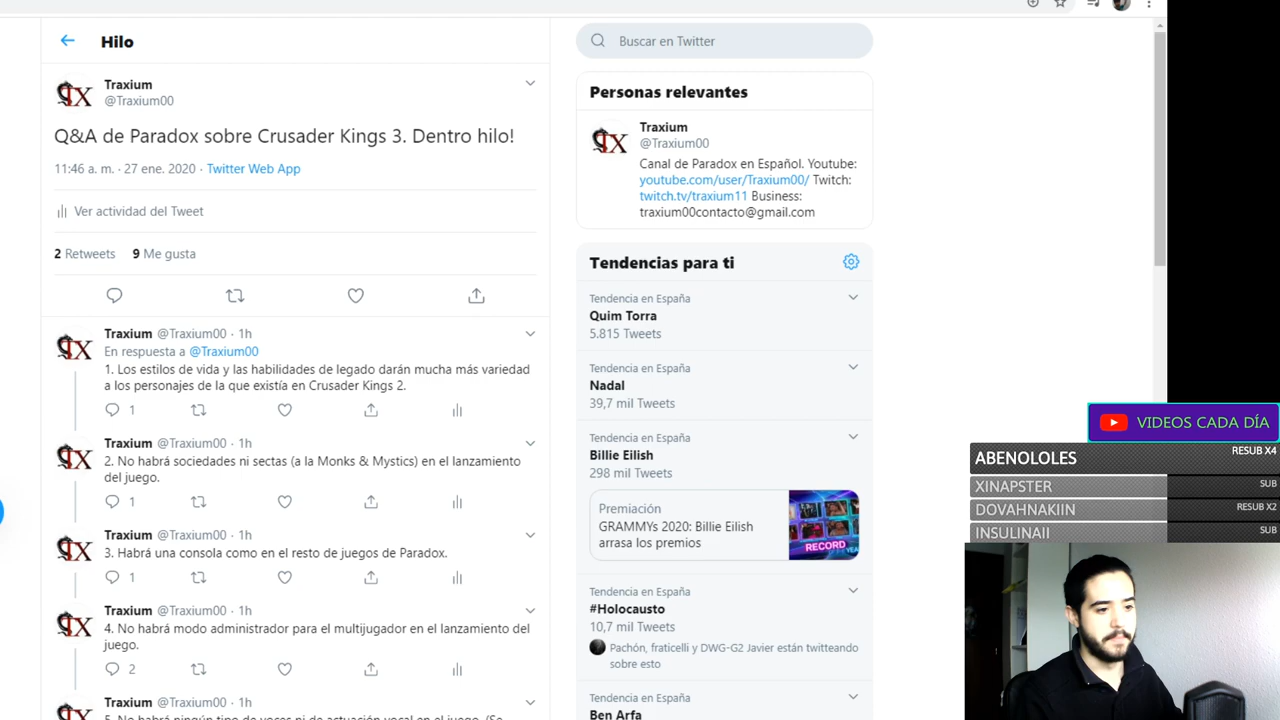 Hilo
Traxium
@Traxium00
Q&A de Paradox sobre Crusader Kings 3. Dentro hilo!
11:46 a. m. · 27 ene. 2020 · Twitter Web App
Ver actividad del Tweet
2 Retweets 9 Me gusta
Traxium @Traxium00 · 1h
En respuesta a @Traxium00
1. Los estilos de vida y las habilidades de legado darán mucha más variedad
a los personajes de la que existía en Crusader Kings 2.
1
Traxium @Traxium00 · 1h
2. No habrá sociedades ni sectas (a la Monks & Mystics) en el lanzamiento
del juego.
1
Traxium @Traxium00 · 1h
3. Habrá una consola como en el resto de juegos de Paradox.
1
Traxium @Traxium00 · 1h
4. No habrá modo administrador para el multijugador en el lanzamiento del
juego.
2
Traxium @Traxium00 · 1h
5. No habrá ningún tipo de voces ni de actuación vocal en el juego. (Se
Buscar en Twitter
Personas relevantes
Traxium
@Traxium00
Canal de Paradox en Español. Youtube:
youtube.com/user/Traxium00/ Twitch:
twitch.tv/traxium11 Business:
traxium00contacto@gmail.com
Tendencias para ti
Tendencia en España
Quim Torra
5.815 Tweets
Tendencia en España
Nadal
39,7 mil Tweets
Tendencia en España
Billie Eilish
298 mil Tweets
Premiación
GRAMMYs 2020: Billie Eilish
arrasa los premios
RECORD
Tendencia en España
#Holocausto
10,7 mil Tweets
Pachón, fraticelli y DWG-G2 Javier están twitteando
sobre esto
Tendencia en España
Ben Arfa
VIDEOS CADA DÍA
ABENOLOLES RESUB X4
XINAPSTER SUB
DOVAHNAKIIN RESUB X2
INSULINAII SUB